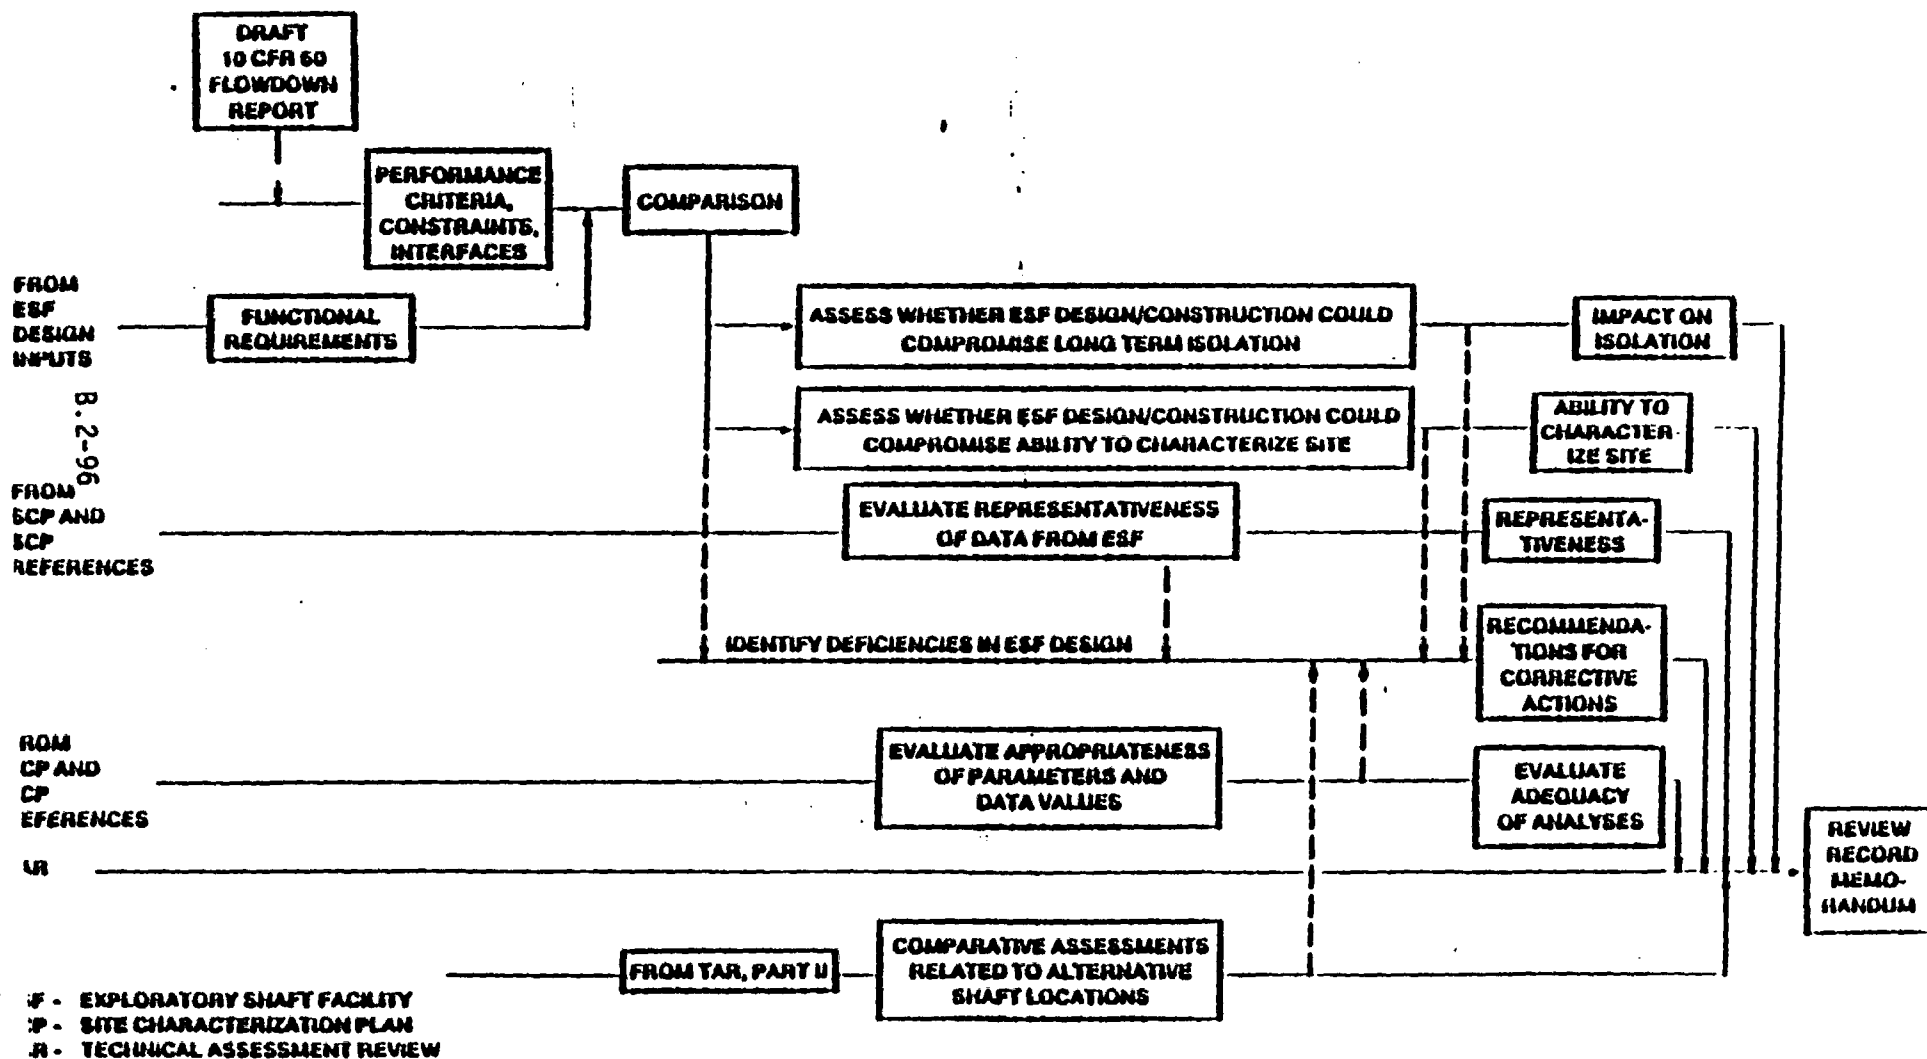 DRAFT
10 CFR 60
FLOWDOWN
REPORT
PERFORMANCE
CRITERIA,
CONSTRAINTS,
INTERFACES
COMPARISON
FROM
ESF
DESIGN
INPUTS
FUNCTIONAL
REQUIREMENTS
ASSESS WHETHER ESF DESIGN/CONSTRUCTION COULD
COMPROMISE LONG TERM ISOLATION
IMPACT ON
ISOLATION
B.2-96
ASSESS WHETHER ESF DESIGN/CONSTRUCTION COULD
COMPROMISE ABILITY TO CHARACTERIZE SITE
ABILITY TO
CHARACTER-
IZE SITE
FROM
SCP AND
SCP
REFERENCES
EVALUATE REPRESENTATIVENESS
OF DATA FROM ESF
REPRESENTA-
TIVENESS
IDENTIFY DEFICIENCIES IN ESF DESIGN
RECOMMENDA-
TIONS FOR
CORRECTIVE
ACTIONS
ROM
CP AND
CP
EFERENCES
EVALUATE APPROPRIATENESS
OF PARAMETERS AND
DATA VALUES
EVALUATE
ADEQUACY
OF ANALYSES
AR
REVIEW
RECORD
MEMO-
RANDUM
FROM TAR, PART II
COMPARATIVE ASSESSMENTS
RELATED TO ALTERNATIVE
SHAFT LOCATIONS
SF - EXPLORATORY SHAFT FACILITY
CP - SITE CHARACTERIZATION PLAN
AR - TECHNICAL ASSESSMENT REVIEW